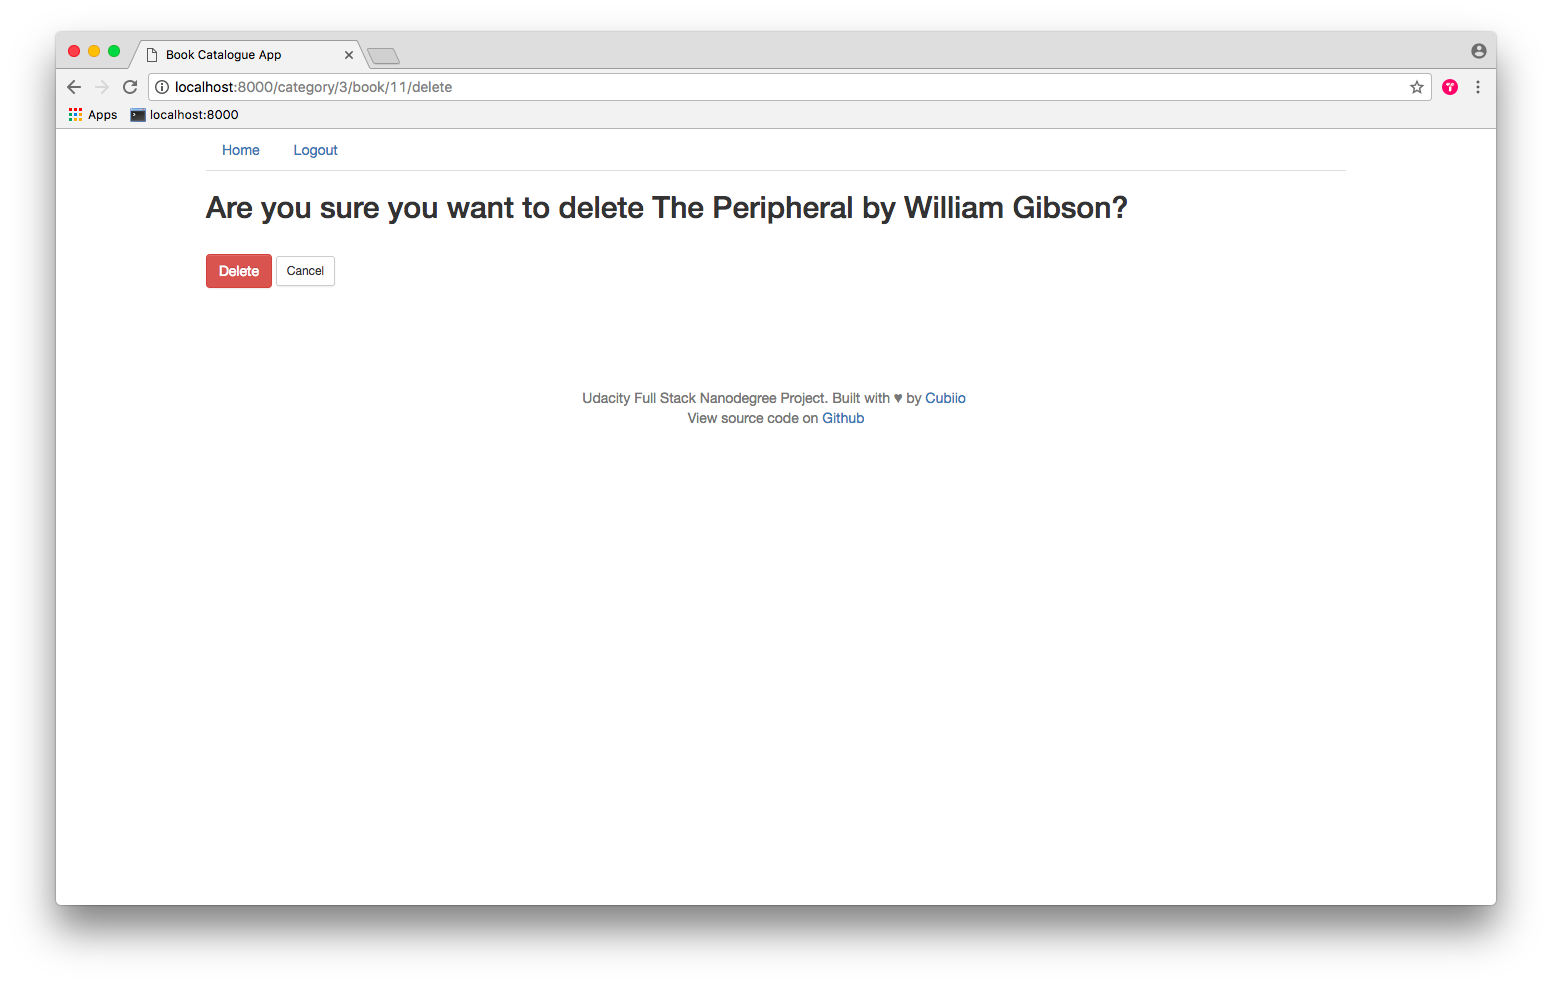 Book Catalogue App
localhost:8000/category/3/book/11/delete
Apps localhost:8000
Home Logout
Are you sure you want to delete The Peripheral by William Gibson?
Delete Cancel
Udacity Full Stack Nanodegree Project. Built with ♥ by Cubiio
View source code on Github